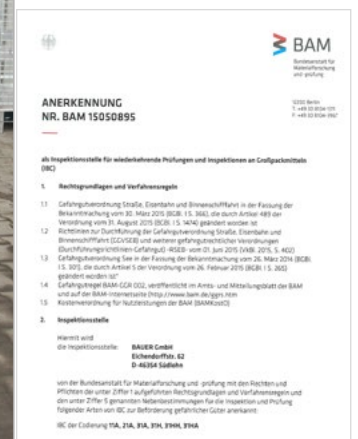 BAM
Bundesanstalt für
Materialforschung
und -prüfung
ANERKENNUNG
NR. BAM 15050895
12200 Berlin
als Inspektionsstelle für wiederkehrende Prüfungen und Inspektionen an Großpackmitteln
(IBC)
1. Rechtsgrundlagen und Verfahrensregeln
1.1 Gefahrgutverordnung Straße, Eisenbahn und Binnenschifffahrt in der Fassung der
Bekanntmachung vom 30. März 2015 (BGBl. I S. 366), die durch Artikel 489 der
Verordnung vom 31. August 2015 (BGBl. I S. 1474) geändert worden ist
1.2 Richtlinien zur Durchführung der Gefahrgutverordnung Straße, Eisenbahn und
Binnenschifffahrt (GGVSEB) und weiterer gefahrgutrechtlicher Verordnungen
(Durchführungsrichtlinien-Gefahrgut) -RSEB- vom 01. Juni 2015 (VkBl. 2015, S. 402)
1.3 Gefahrgutverordnung See in der Fassung der Bekanntmachung vom 26. März 2014 (BGBl.
I S. 301), die durch Artikel 5 der Verordnung vom 26. Februar 2015 (BGBl. I S. 265)
geändert worden ist"
1.4 Gefahrgutregel BAM-GGR 002, veröffentlicht im Amts- und Mitteilungsblatt der BAM
und auf der BAM-Internetseite (http://www.bam.de/ggrs.htm
1.5 Kostenverordnung für Nutzleistungen der BAM (BAMKostO)
2. Inspektionsstelle
Hiermit wird
die Inspektionsstelle: BAUER GmbH
Eichendorffstr. 62
D-46354 Südlohn
von der Bundesanstalt für Materialforschung und -prüfung mit den Rechten und
Pflichten der unter Ziffer 1 aufgeführten Rechtsgrundlagen und Verfahrensregeln und
den unter Ziffer 5 genannten Nebenbestimmungen für die Inspektion und Prüfung
folgender Arten von IBC zur Beförderung gefährlicher Güter anerkannt:
IBC der Codierung 11A, 21A, 31A, 31H, 31HH, 31HA